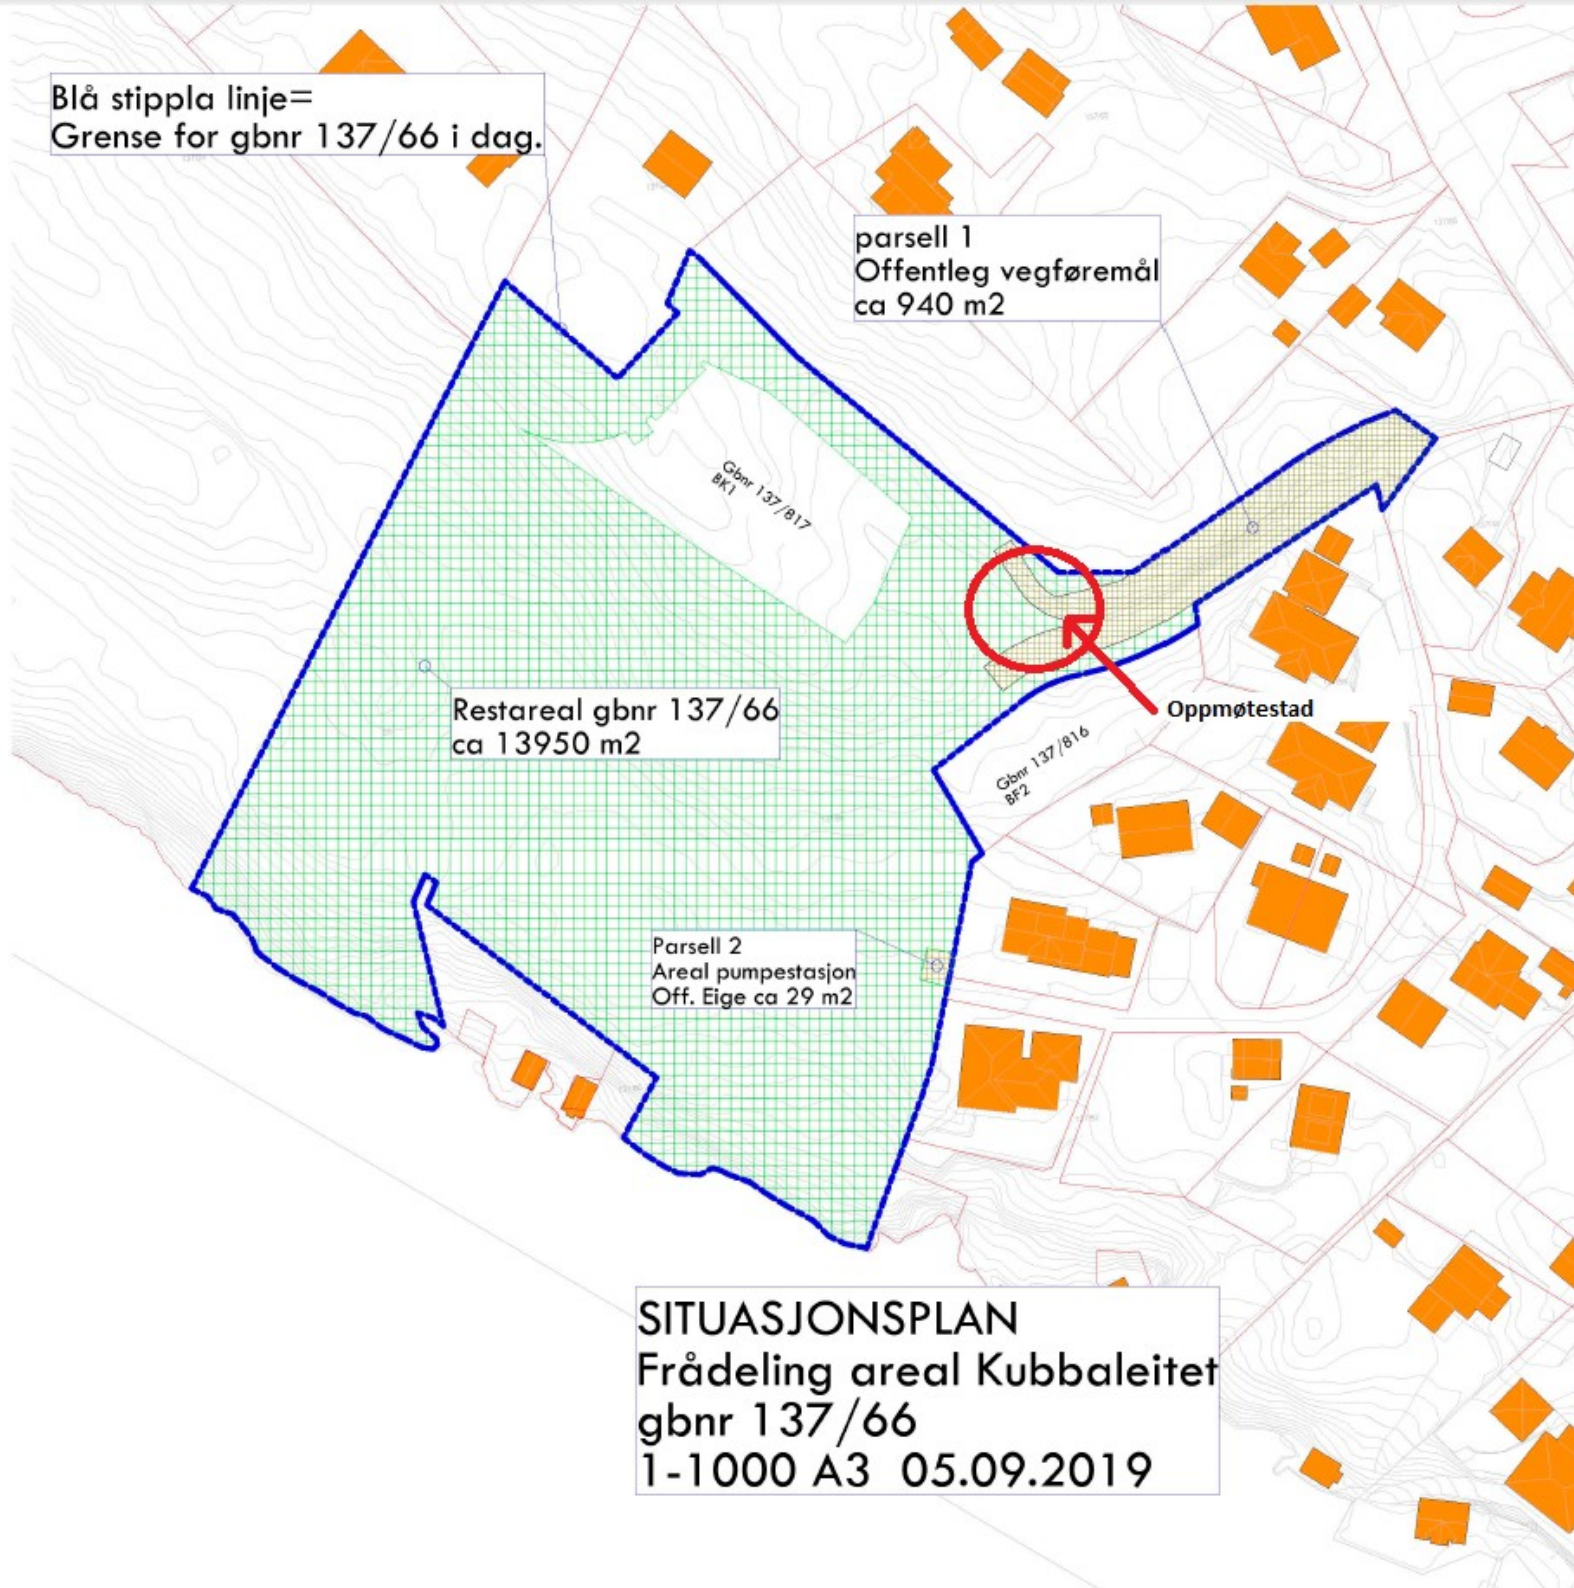 Blå stippla linje=
Grense for gbnr 137/66 i dag.
parsell 1
Offentleg vegføremål
ca 940 m2
Gbnr 137/817
BK1
Restareal gbnr 137/66
ca 13950 m2
Oppmøtestad
Gbnr 137/816
BF2
Parsell 2
Areal pumpestasjon
Off. Eige ca 29 m2
SITUASJONSPLAN
Frådeling areal Kubbaleitet
gbnr 137/66
1-1000 A3 05.09.2019